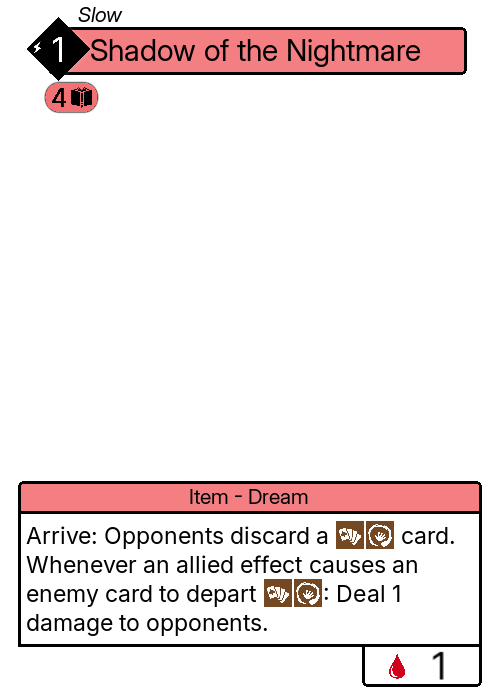 Slow
1 Shadow of the Nightmare
4
Item - Dream
Arrive: Opponents discard a card.
Whenever an allied effect causes an
enemy card to depart : Deal 1
damage to opponents.
1